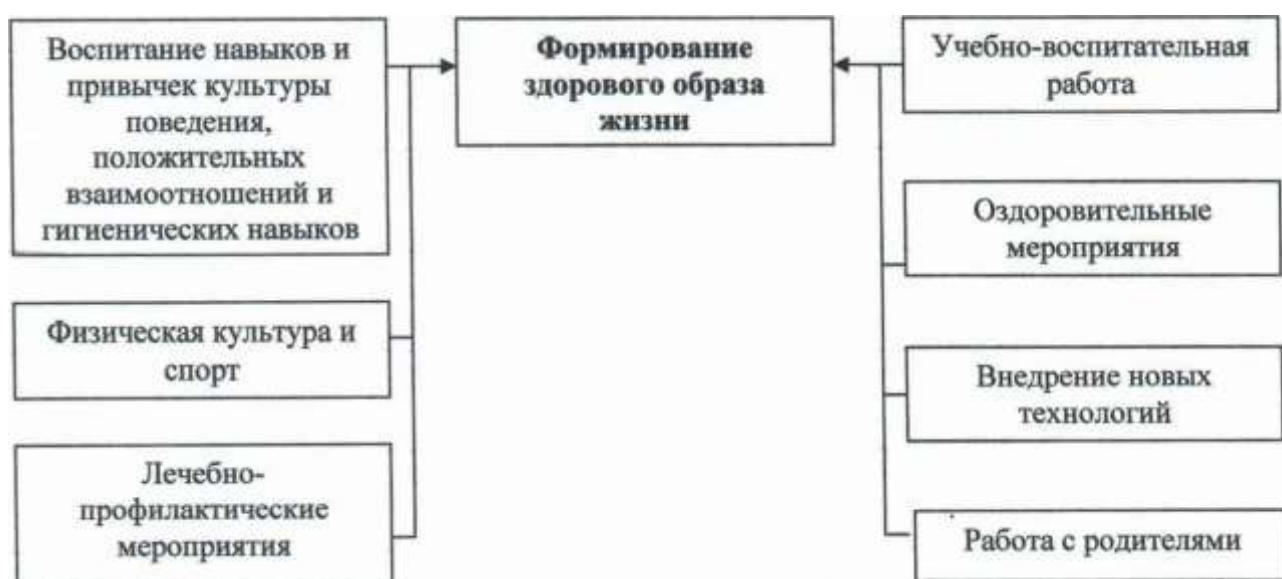 Воспитание навыков и
привычек культуры
поведения,
положительных
взаимоотношений и
гигиенических навыков
Физическая культура и
спорт
Лечебно-
профилактические
мероприятия
Формирование
здорового образа
жизни
Учебно-воспитательная
работа
Оздоровительные
мероприятия
Внедрение новых
технологий
Работа с родителями